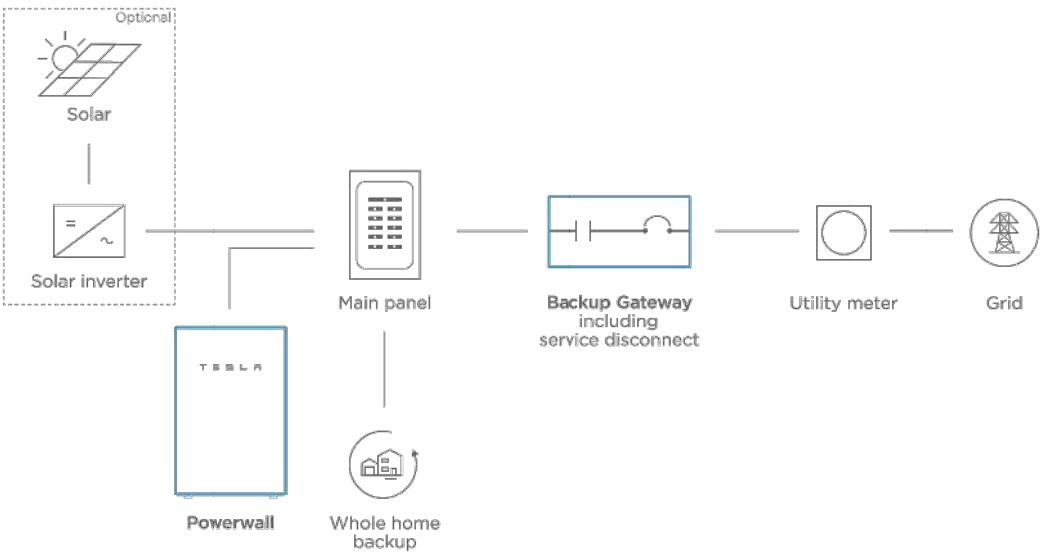 Optional
Solar
Solar inverter
Main panel
Backup Gateway
including
service disconnect
Utility meter
Grid
TESLA
Powerwall
Whole home
backup